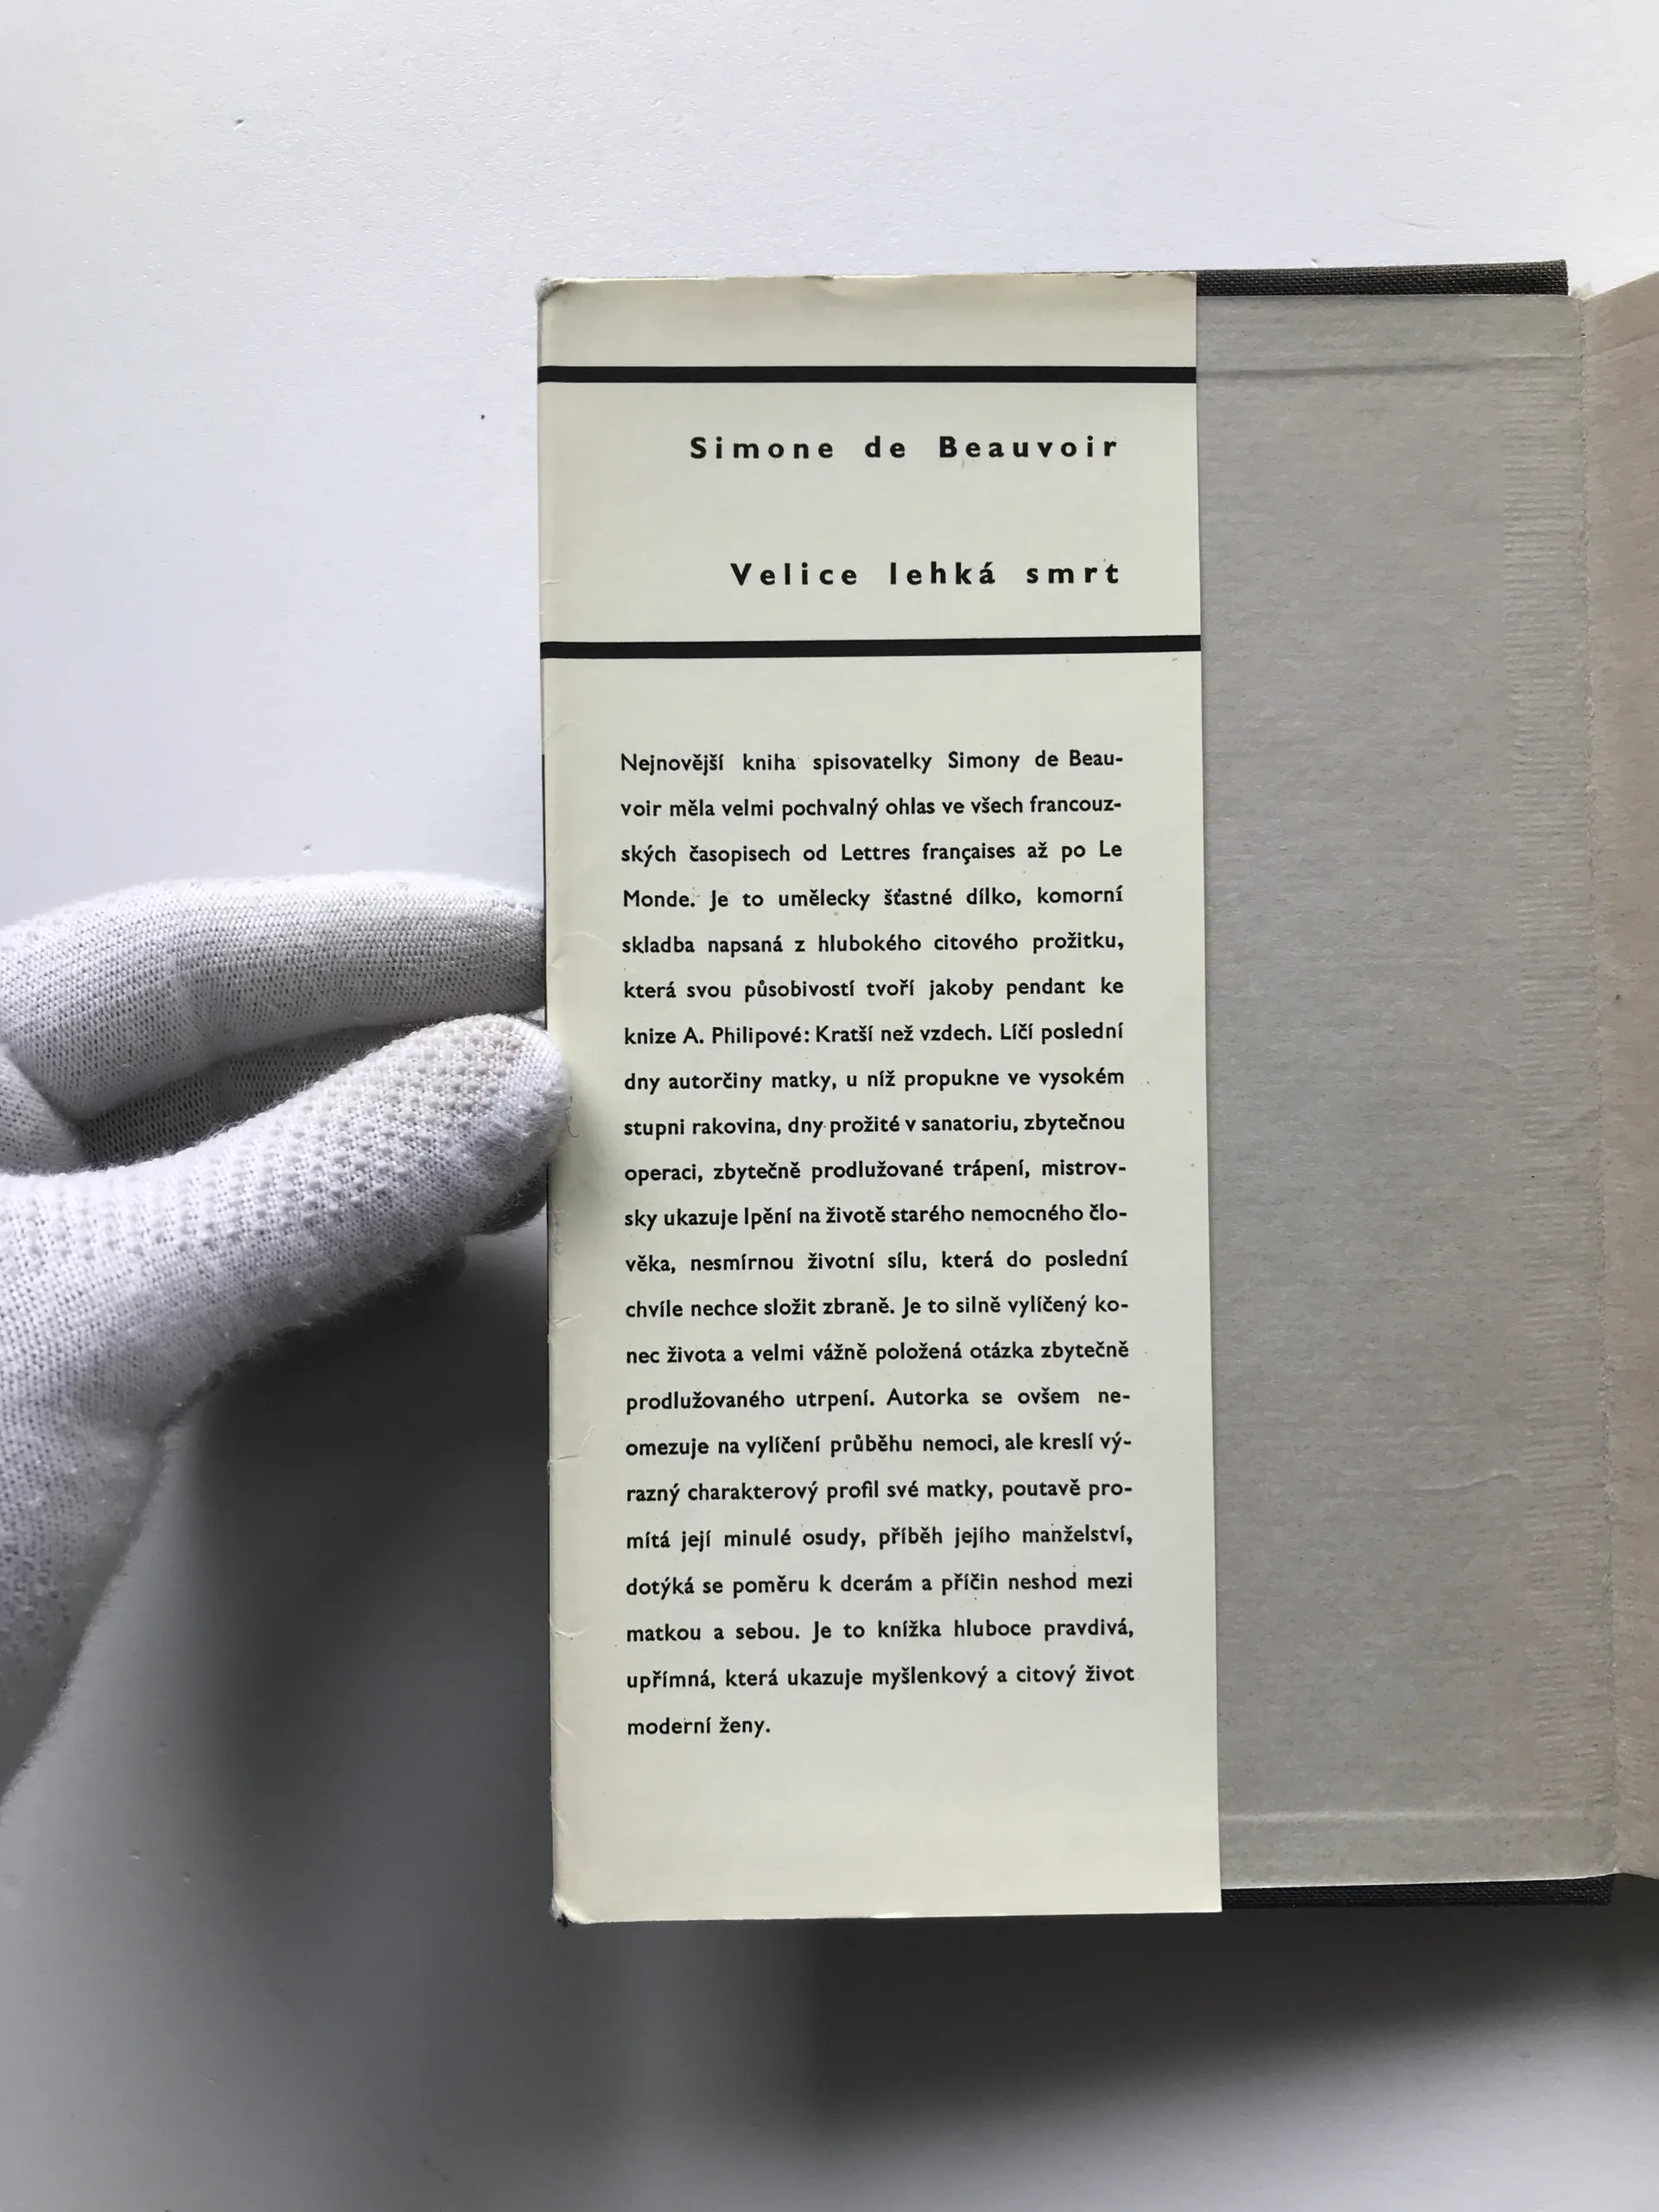 Simone de Beauvoir
Velice lehká smrt
Nejnovější kniha spisovatelky Simony de Beau-
voir měla velmi pochvalný ohlas ve všech francouz-
ských časopisech od Lettres françaises až po Le
Monde. Je to umělecky šťastné dílko, komorní
skladba napsaná z hlubokého citového prožitku,
která svou působivostí tvoří jakoby pendant ke
knize A. Philipové: Kratší než vzdech. Líčí poslední
dny autorčiny matky, u níž propukne ve vysokém
stupni rakovina, dny prožité v sanatoriu, zbytečnou
operaci, zbytečně prodlužované trápení, mistrov-
sky ukazuje lpění na životě starého nemocného člo-
věka, nesmírnou životní sílu, která do poslední
chvíle nechce složit zbraně. Je to silně vylíčený ko-
nec života a velmi vážně položená otázka zbytečně
prodlužovaného utrpení. Autorka se ovšem ne-
omezuje na vylíčení průběhu nemoci, ale kreslí vý-
razný charakterový profil své matky, poutavě pro-
mítá její minulé osudy, příběh jejího manželství,
dotýká se poměru k dcerám a příčin neshod mezi
matkou a sebou. Je to knížka hluboce pravdivá,
upřímná, která ukazuje myšlenkový a citový život
moderní ženy.